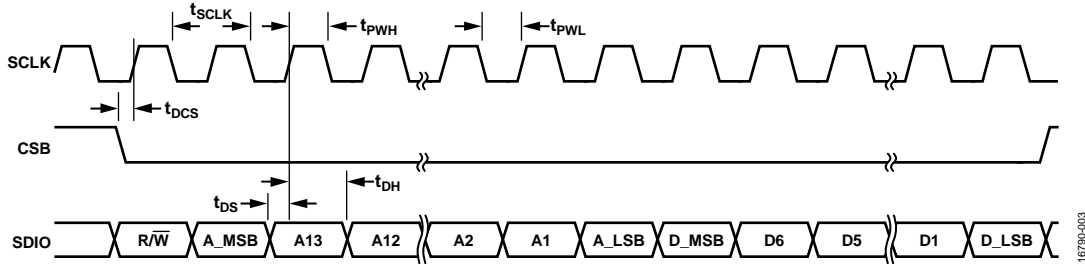 tSCLK tPWH tPWL
SCLK
tDCS
CSB
tDH
tDS
SDIO R/W̅ A_MSB A13 A12 A2 A1 A_LSB D_MSB D6 D5 D1 D_LSB
16790-003